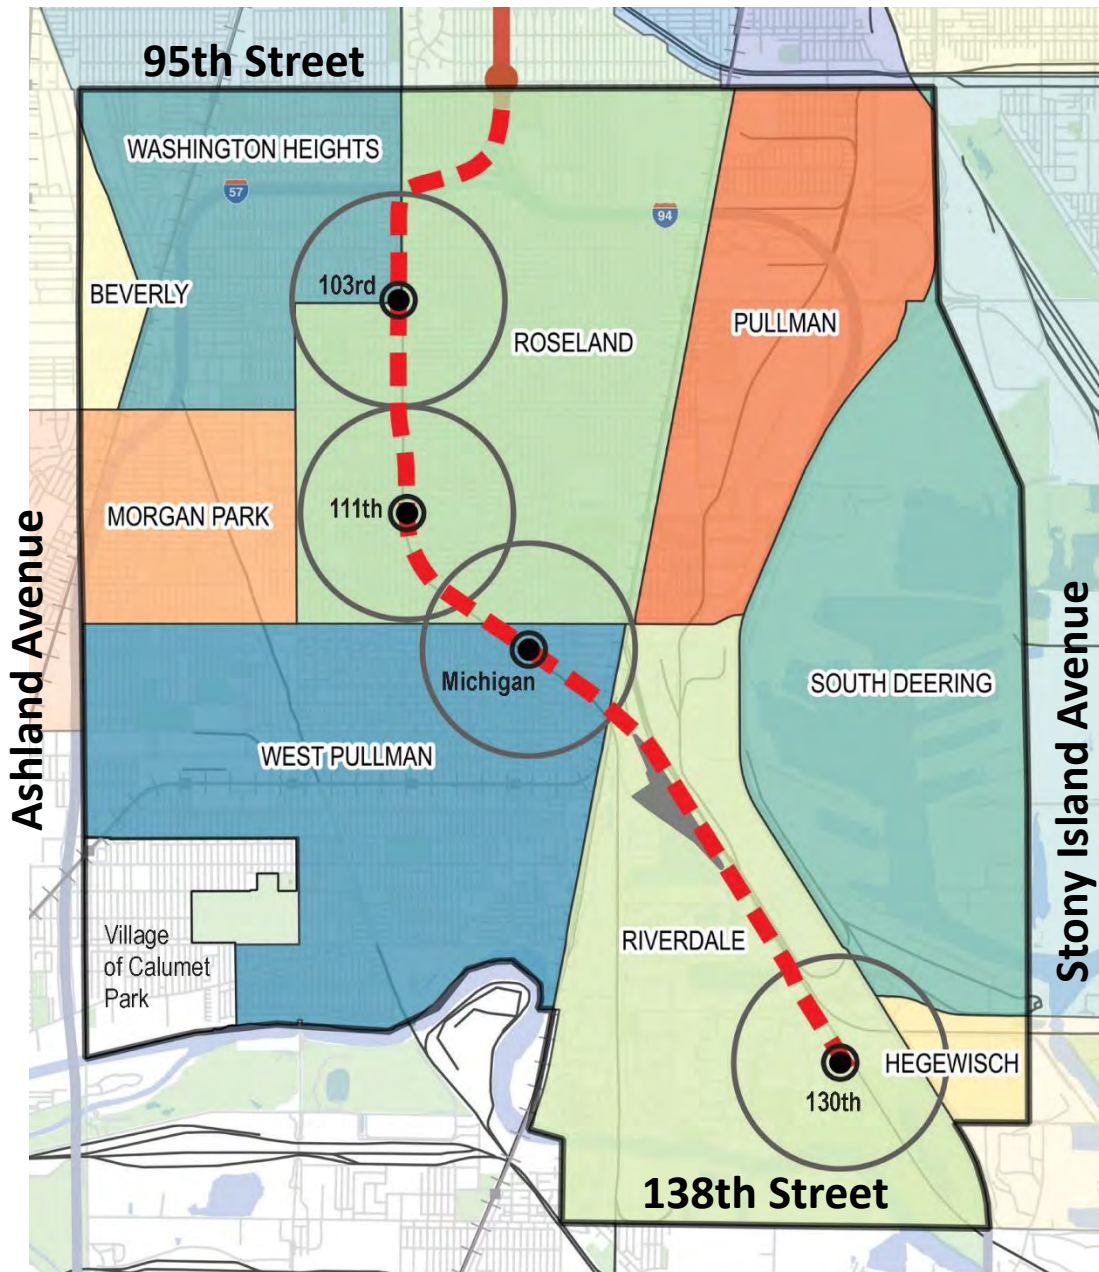 95th Street
WASHINGTON HEIGHTS
57
94
103rd
BEVERLY
ROSELAND
PULLMAN
111th
MORGAN PARK
Ashland Avenue
Michigan
SOUTH DEERING
Stony Island Avenue
WEST PULLMAN
RIVERDALE
Village
of Calumet
Park
HEGEWISCH
130th
138th Street